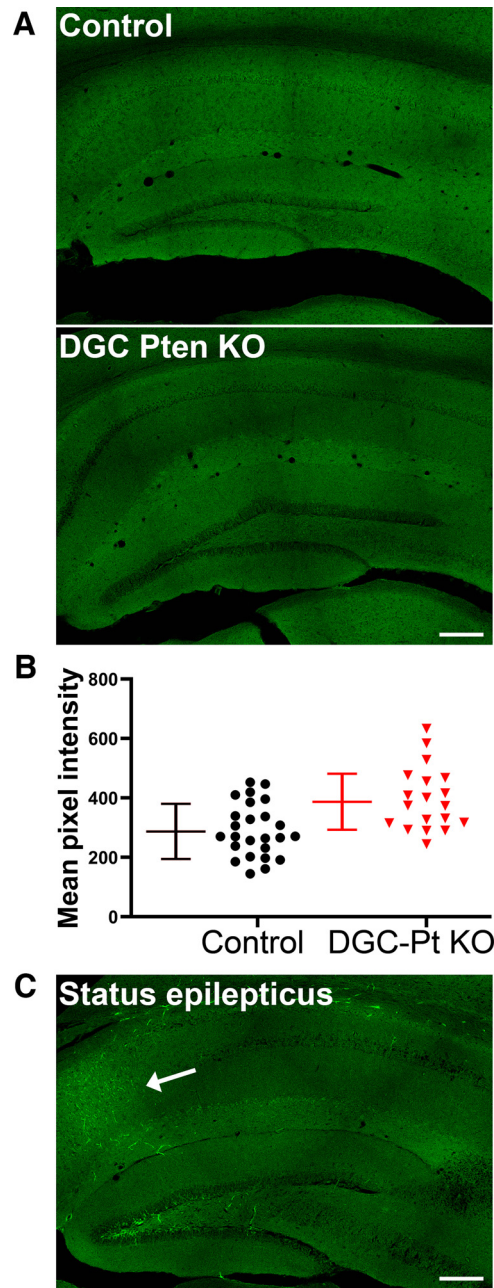 A
Control
DGC Pten KO
B
Mean pixel intensity
800
600
400
200
0
Control
DGC-Pt KO
C
Status epilepticus